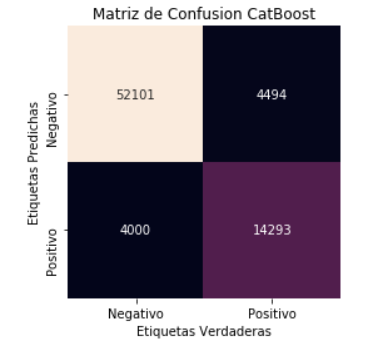 Matriz de Confusion CatBoost
Etiquetas Predichas
Negativo
52101 4494
Positivo
4000 14293
Negativo Positivo
Etiquetas Verdaderas